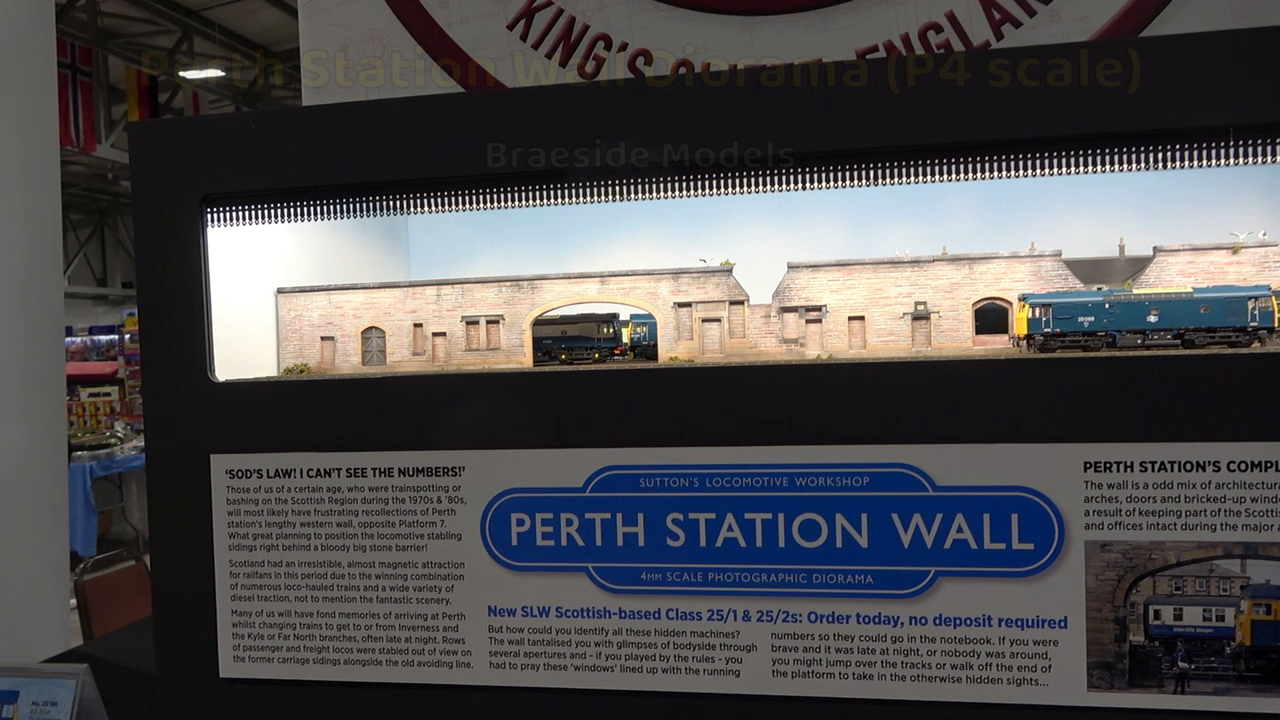 KING'S
ENGLAN
Perth Station Wall Diorama (P4 scale)
Braeside Models
'SOD'S LAW! I CAN'T SEE THE NUMBERS!'
Those of us of a certain age, who were trainspotting or
bashing on the Scottish Region during the 1970s & '80s,
will most likely have frustrating recollections of Perth
station's lengthy western wall, opposite Platform 7.
What great planning to position the locomotive stabling
sidings right behind a bloody big stone barrier!
Scotland had an irresistible, almost magnetic attraction
for railfans in this period due to the winning combination
of numerous loco-hauled trains and a wide variety of
diesel traction, not to mention the fantastic scenery.
Many of us will have fond memories of arriving at Perth
whilst changing trains to get to or from Inverness and
the Kyle or Far North branches, often late at night. Rows
of passenger and freight locos were stabled out of view on
the former carriage sidings alongside the old avoiding line.
SUTTON'S LOCOMOTIVE WORKSHOP
PERTH STATION WALL
4MM SCALE PHOTOGRAPHIC DIORAMA
New SLW Scottish-based Class 25/1 & 25/2s: Order today, no deposit required
But how could you identify all these hidden machines?
The wall tantalised you with glimpses of bodyside through
several apertures and - if you played by the rules - you
had to pray these 'windows' lined up with the running
numbers so they could go in the notebook. If you were
brave and it was late at night, or nobody was around,
you might jump over the tracks or walk off the end of
the platform to take in the otherwise hidden sights...
PERTH STATION'S COMPL
The wall is a odd mix of architectura
arches, doors and bricked-up wind
a result of keeping part of the Scotti
and offices intact during the major